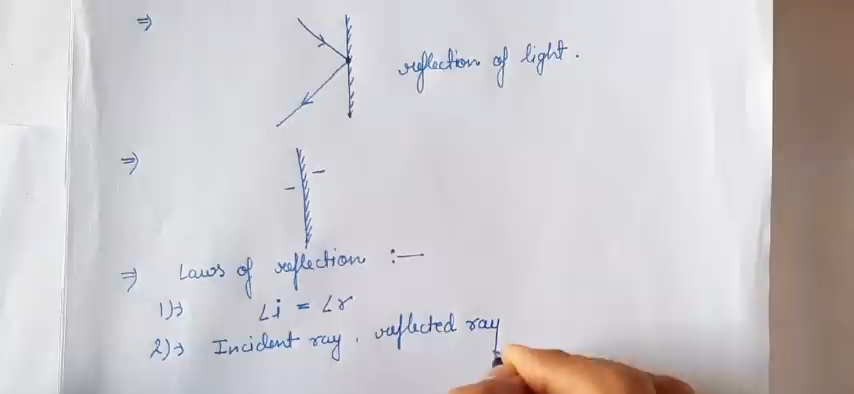 ⇒ reflection of light.
⇒
⇒ Laws of reflection :—
1)→ ∠i = ∠r
2)→ Incident ray, reflected ray